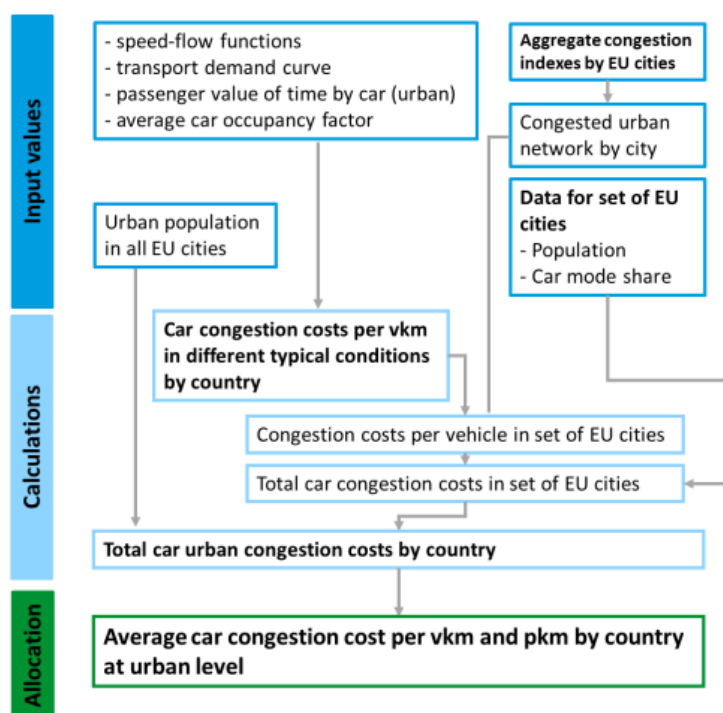 Input values
- speed-flow functions
- transport demand curve
- passenger value of time by car (urban)
- average car occupancy factor
Aggregate congestion
indexes by EU cities
Congested urban
network by city
Data for set of EU
cities
- Population
- Car mode share
Urban population
in all EU cities
Calculations
Car congestion costs per vkm
in different typical conditions
by country
Congestion costs per vehicle in set of EU cities
Total car congestion costs in set of EU cities
Total car urban congestion costs by country
Allocation
Average car congestion cost per vkm and pkm by country
at urban level